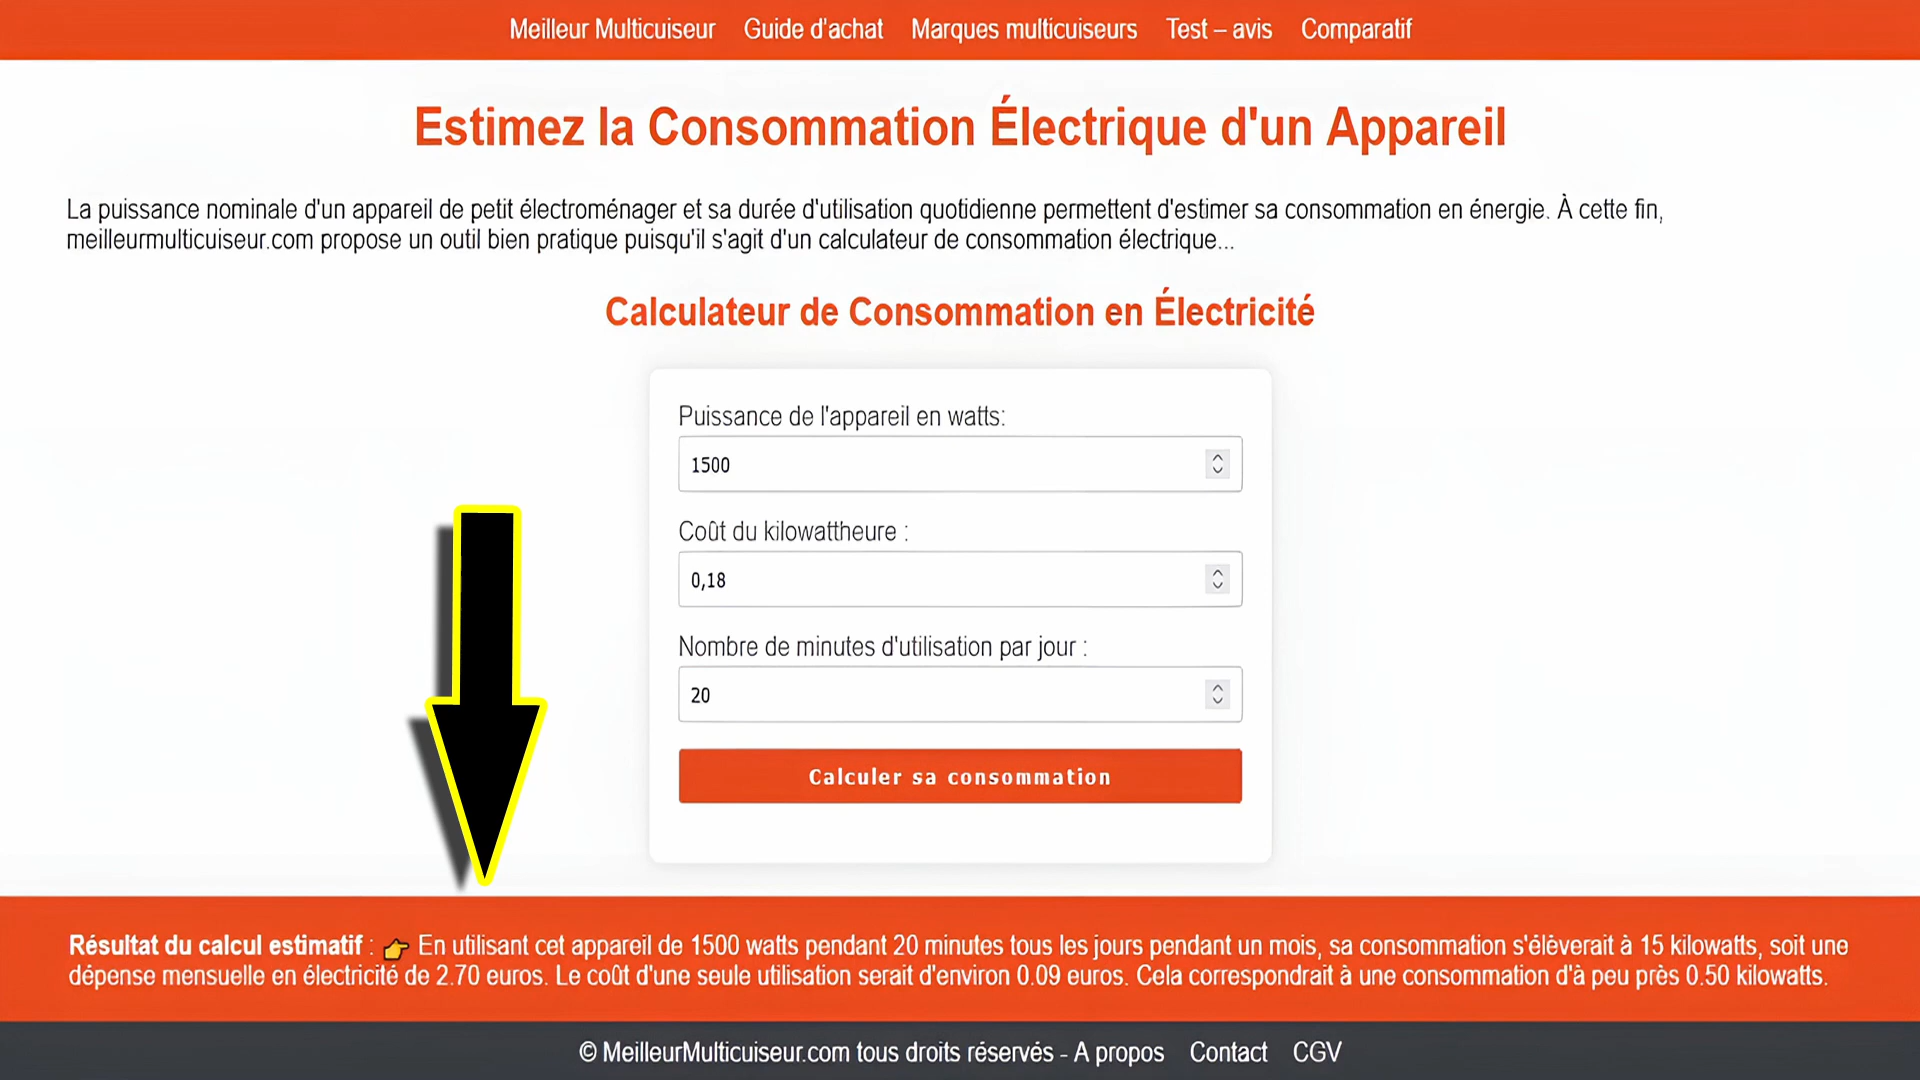 Meilleur Multicuiseur Guide d'achat Marques multicuiseurs Test – avis Comparatif
Estimez la Consommation Électrique d'un Appareil
La puissance nominale d'un appareil de petit électroménager et sa durée d'utilisation quotidienne permettent d'estimer sa consommation en énergie. À cette fin,
meilleurmulticuiseur.com propose un outil bien pratique puisqu'il s'agit d'un calculateur de consommation électrique...
Calculateur de Consommation en Électricité
Puissance de l'appareil en watts:
1500
Coût du kilowattheure :
0,18
Nombre de minutes d'utilisation par jour :
20
Calculer sa consommation
Résultat du calcul estimatif : 👉 En utilisant cet appareil de 1500 watts pendant 20 minutes tous les jours pendant un mois, sa consommation s'élèverait à 15 kilowatts, soit une
dépense mensuelle en électricité de 2.70 euros. Le coût d'une seule utilisation serait d'environ 0.09 euros. Cela correspondrait à une consommation d'à peu près 0.50 kilowatts.
© MeilleurMulticuiseur.com tous droits réservés - A propos Contact CGV